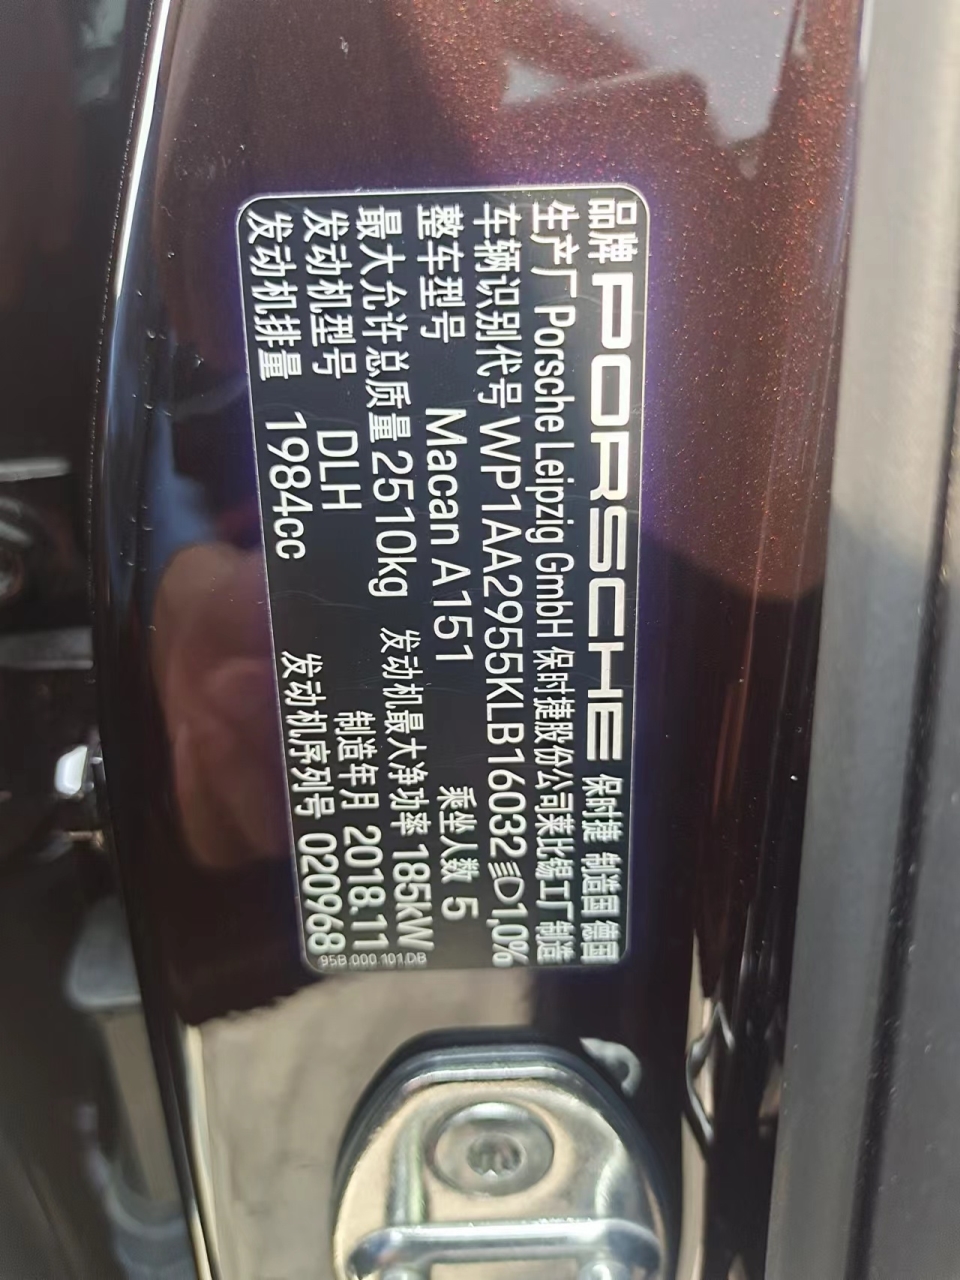 品牌 PORSCHE 保时捷 制造国 德国
生产厂 Porsche Leipzig GmbH 保时捷股份公司莱比锡工厂制造
车辆识别代号 WP1AA2955KLB16032 D1,0%
整车型号 Macan A151 乘坐人数 5
最大允许总质量 2510kg 发动机最大净功率 185kW
发动机型号 DLH 制造年月 2018.11
发动机排量 1984cc 发动机序列号 020968
95B.000.101.DB